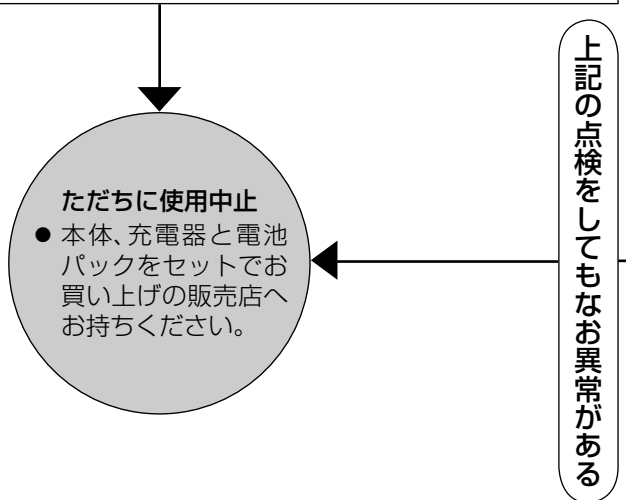 上記の点検をしてもなお異常がある
ただちに使用中止
● 本体、充電器と電池
パックをセットでお
買い上げの販売店へ
お持ちください。